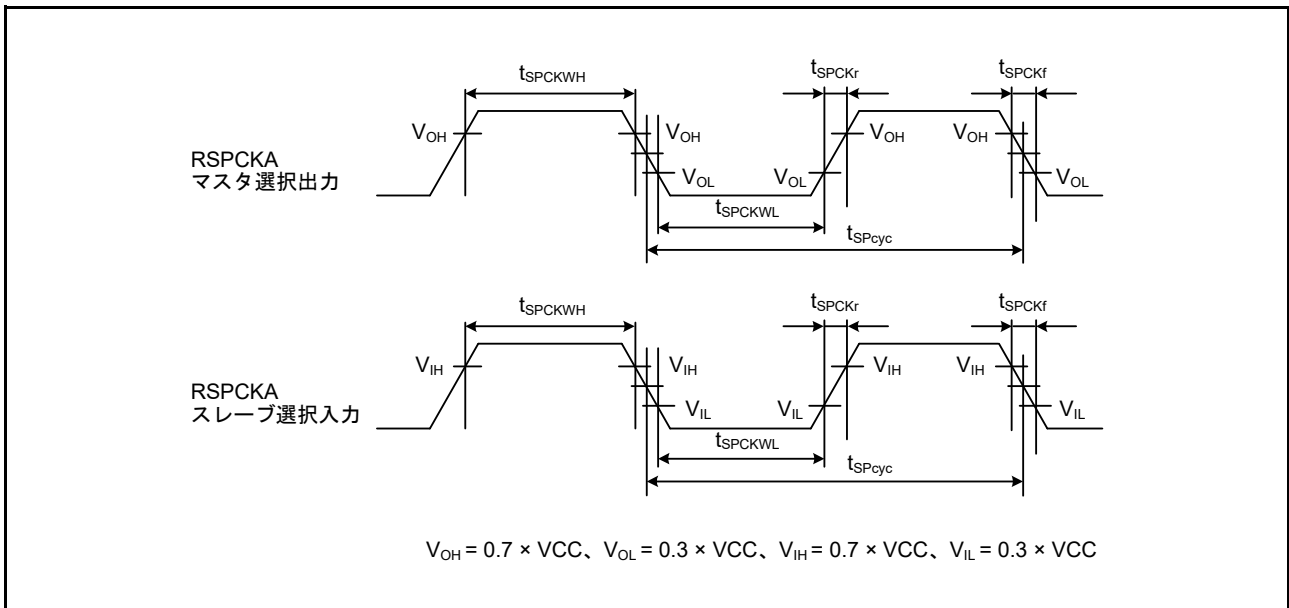 tSPCKWH tSPCKr tSPCKf
VOH VOH VOH VOH
RSPCKA
マスタ選択出力
VOL VOL VOL
tSPCKWL
tSPcyc
tSPCKWH tSPCKr tSPCKf
VIH VIH VIH VIH
RSPCKA
スレーブ選択入力
VIL VIL VIL
tSPCKWL
tSPcyc
VOH = 0.7 × VCC、VOL = 0.3 × VCC、VIH = 0.7 × VCC、VIL = 0.3 × VCC